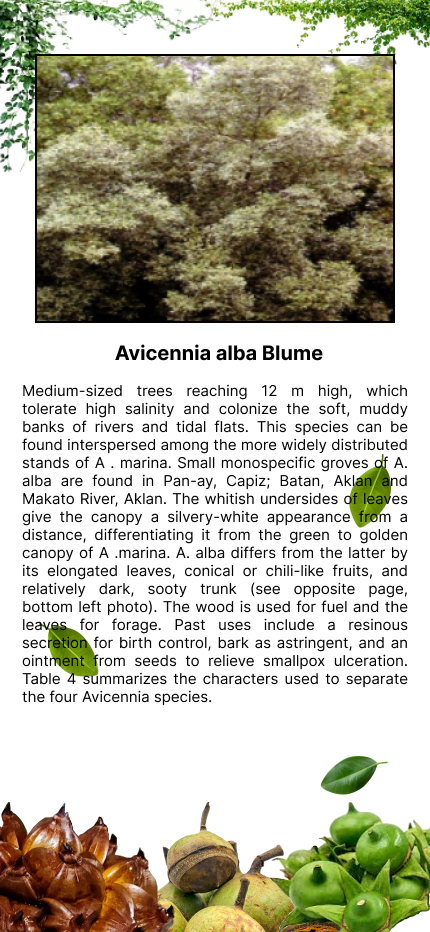 Avicennia alba Blume
Medium-sized trees reaching 12 m high, which
tolerate high salinity and colonize the soft, muddy
banks of rivers and tidal flats. This species can be
found interspersed among the more widely distributed
stands of A . marina. Small monospecific groves of A.
alba are found in Pan-ay, Capiz; Batan, Aklan and
Makato River, Aklan. The whitish undersides of leaves
give the canopy a silvery-white appearance from a
distance, differentiating it from the green to golden
canopy of A .marina. A. alba differs from the latter by
its elongated leaves, conical or chili-like fruits, and
relatively dark, sooty trunk (see opposite page,
bottom left photo). The wood is used for fuel and the
leaves for forage. Past uses include a resinous
secretion for birth control, bark as astringent, and an
ointment from seeds to relieve smallpox ulceration.
Table 4 summarizes the characters used to separate
the four Avicennia species.